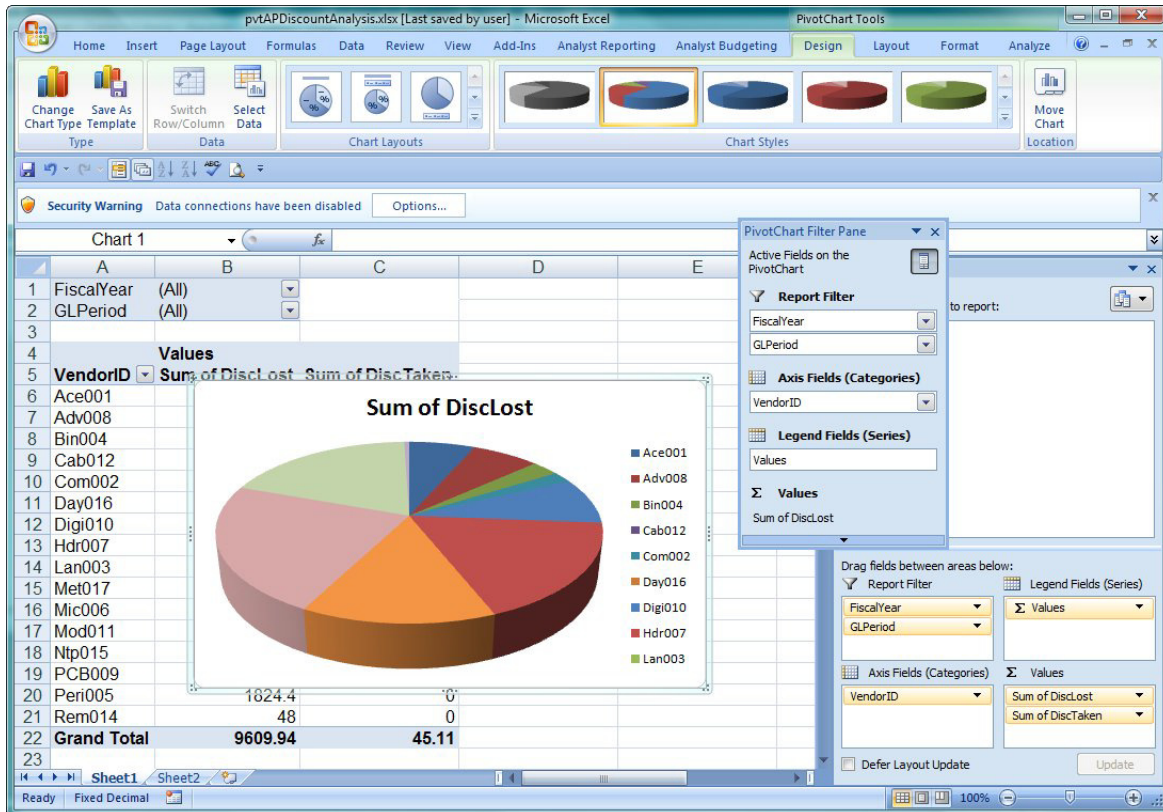 pvtAPDiscountAnalysis.xlsx [Last saved by user] - Microsoft Excel
PivotChart Tools
Home Insert Page Layout Formulas Data Review View Add-Ins Analyst Reporting Analyst Budgeting Design Layout Format Analyze
Change Chart Type
Save As Template
Switch Row/Column
Select Data
Move Chart
Type Data Chart Layouts Chart Styles Location
Security Warning Data connections have been disabled Options...
Chart 1 fx
A B C D E
1 FiscalYear (All)
2 GLPeriod (All)
3
4 Values
5 VendorID Sum of DiscLost Sum of DiscTaken
6 Ace001
7 Adv008
8 Bin004
9 Cab012
10 Com002
11 Day016
12 Digi010
13 Hdr007
14 Lan003
15 Met017
16 Mic006
17 Mod011
18 Ntp015
19 PCB009
20 Peri005 1824.4 0
21 Rem014 48 0
22 Grand Total 9609.94 45.11
23
Sum of DiscLost
Ace001
Adv008
Bin004
Cab012
Com002
Day016
Digi010
Hdr007
Lan003
PivotChart Filter Pane
Active Fields on the
PivotChart
Report Filter
FiscalYear
GLPeriod
Axis Fields (Categories)
VendorID
Legend Fields (Series)
Values
Σ Values
Sum of DiscLost
to report:
Drag fields between areas below:
Report Filter Legend Fields (Series)
FiscalYear Σ Values
GLPeriod
Axis Fields (Categories) Σ Values
VendorID Sum of DiscLost
Sum of DiscTaken
Defer Layout Update Update
Sheet1 Sheet2
Ready Fixed Decimal 100%